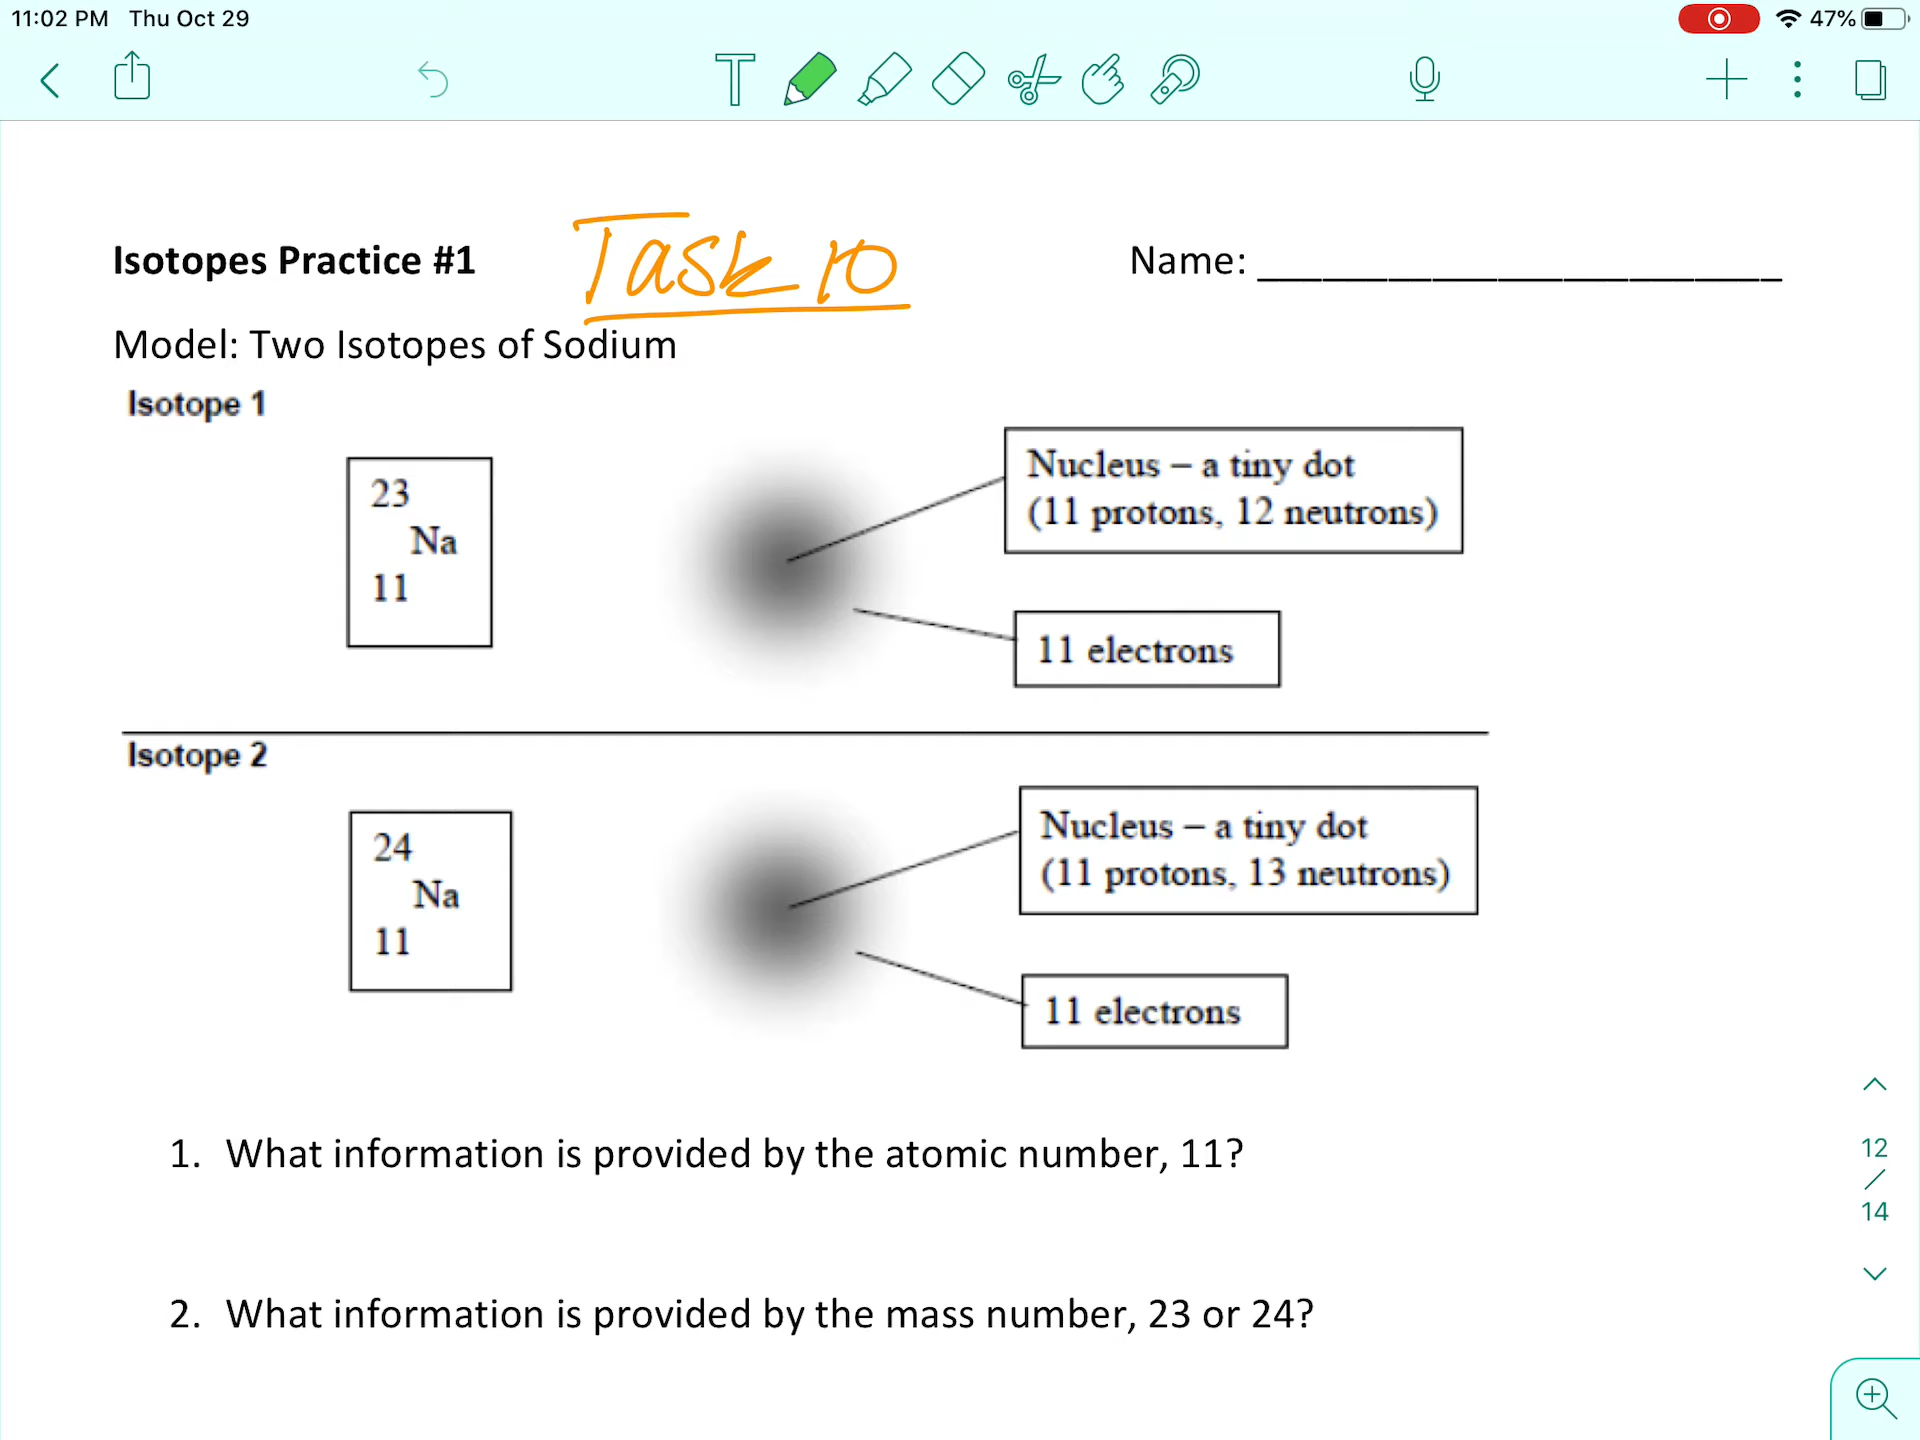 11:02 PM Thu Oct 29
47%
T
Isotopes Practice #1
Task 10
Name: ________________________
Model: Two Isotopes of Sodium
Isotope 1
23
Na
11
Nucleus – a tiny dot
(11 protons, 12 neutrons)
11 electrons
Isotope 2
24
Na
11
Nucleus – a tiny dot
(11 protons, 13 neutrons)
11 electrons
1. What information is provided by the atomic number, 11?
2. What information is provided by the mass number, 23 or 24?
12
/
14